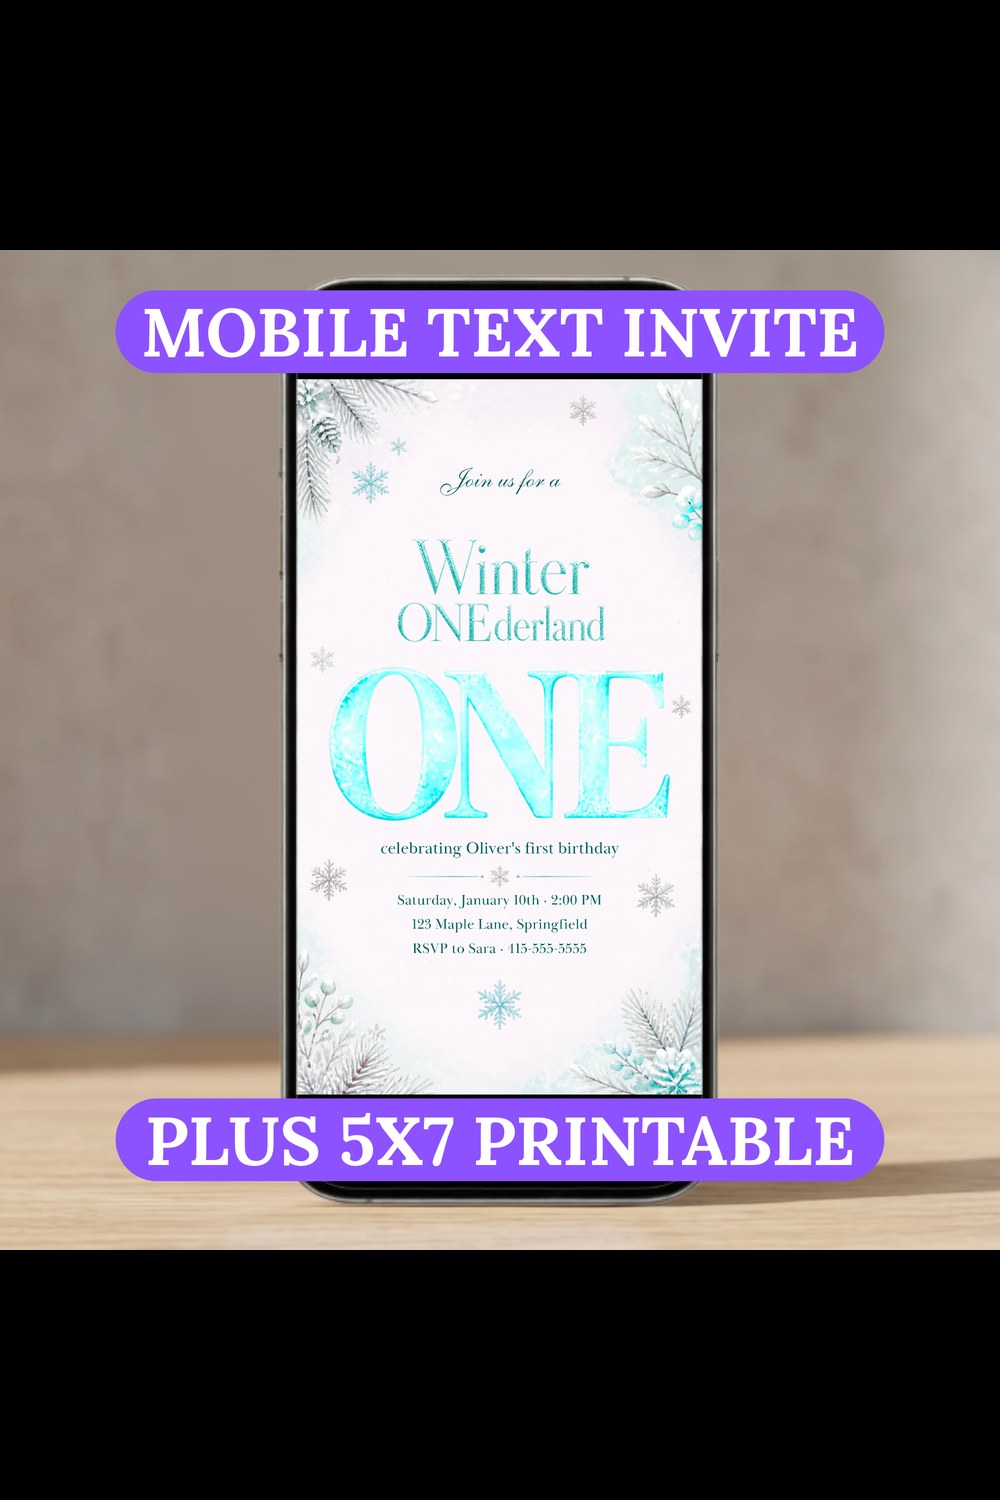 MOBILE TEXT INVITE
Join us for a
Winter
ONEderland
ONE
celebrating Oliver's first birthday
Saturday, January 10th · 2:00 PM
123 Maple Lane, Springfield
RSVP to Sara · 415-555-5555
PLUS 5X7 PRINTABLE